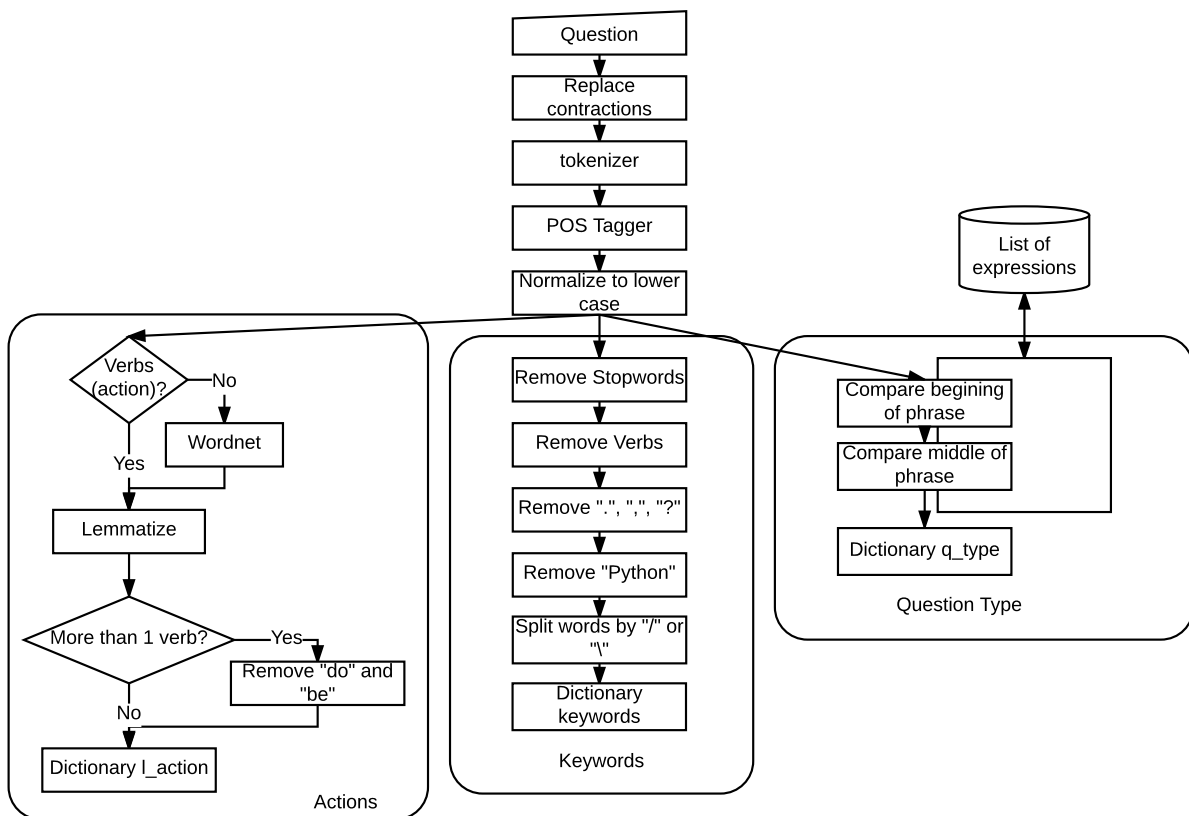 Question
Replace
contractions
tokenizer
POS Tagger
Normalize to lower
case
List of
expressions
Verbs
(action)?
No
Wordnet
Yes
Lemmatize
More than 1 verb?
Yes
Remove "do" and
"be"
No
Dictionary l_action
Actions
Remove Stopwords
Remove Verbs
Remove ".", ",", "?"
Remove "Python"
Split words by "/" or
"\"
Dictionary
keywords
Keywords
Compare begining
of phrase
Compare middle of
phrase
Dictionary q_type
Question Type